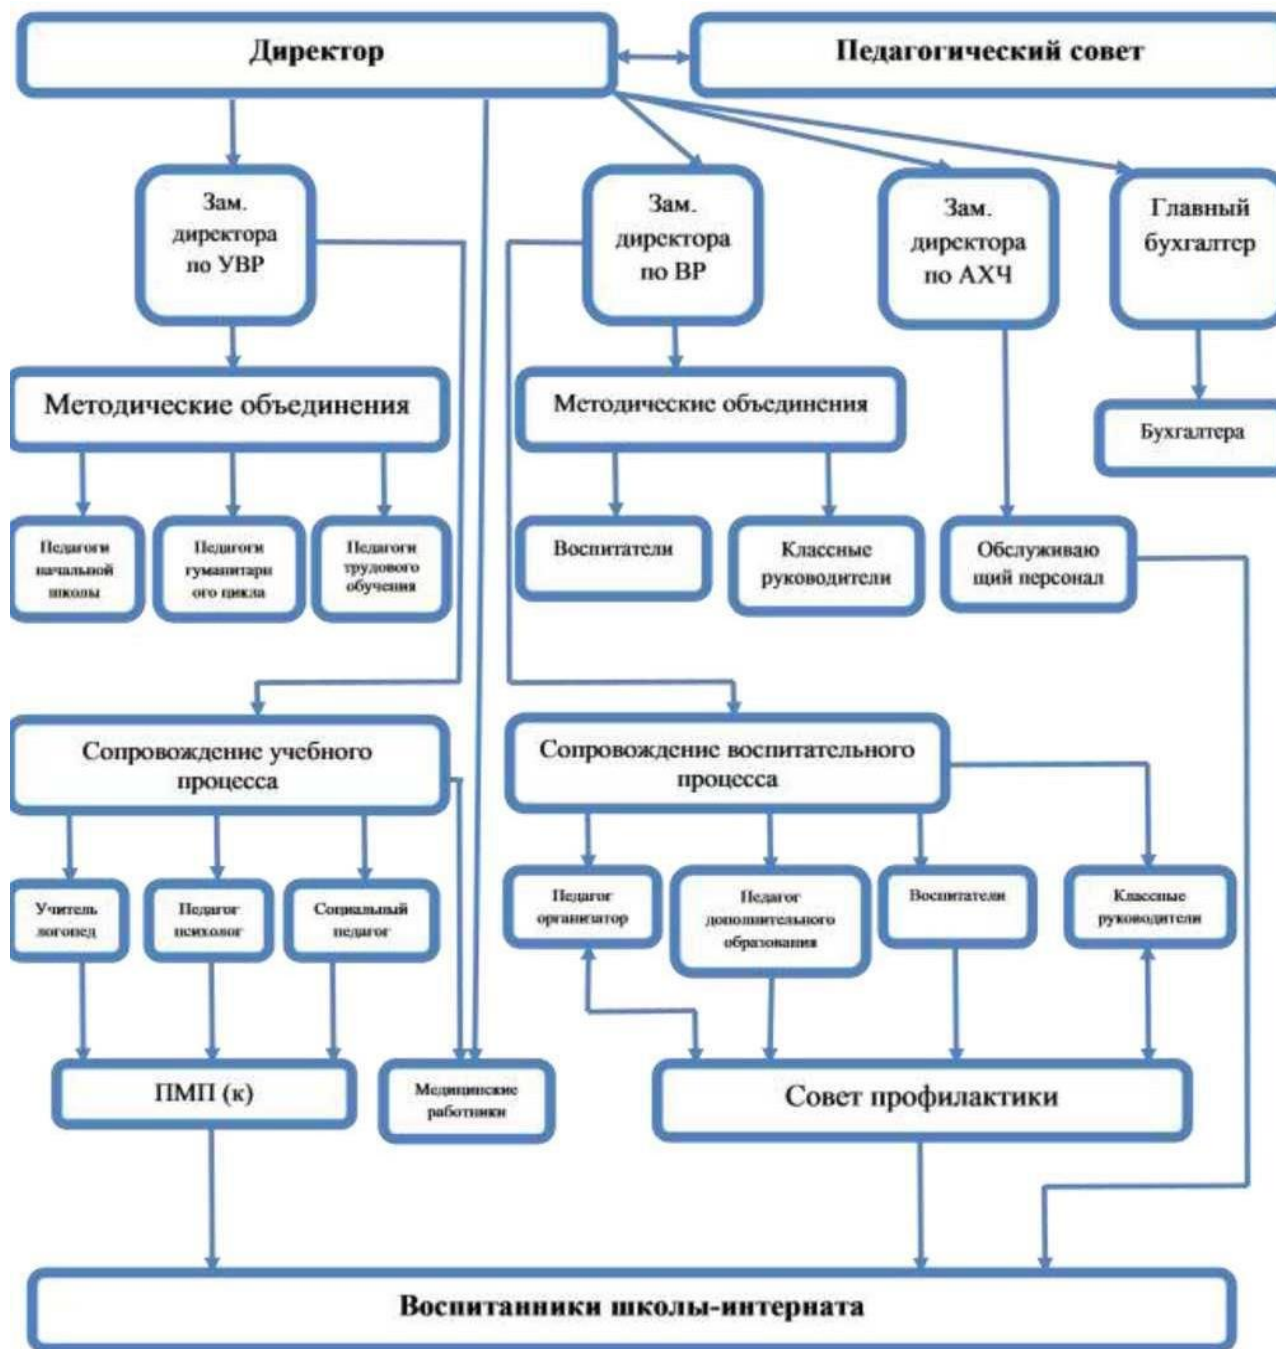 Директор
Педагогический совет
Зам.
директора
по УВР
Зам.
директора
по ВР
Зам.
директора
по АХЧ
Главный
бухгалтер
Методические объединения
Методические объединения
Бухгалтера
Педагоги
начальной
школы
Педагоги
гуманитарн
ого цикла
Педагоги
трудового
обучения
Воспитатели
Классные
руководители
Обслуживаю
щий персонал
Сопровождение учебного
процесса
Сопровождение воспитательного
процесса
Учитель
логопед
Педагог
психолог
Социальный
педагог
Педагог
организатор
Педагог
дополнительного
образования
Воспитатели
Классные
руководители
ПМП (к)
Медицинские
работники
Совет профилактики
Воспитанники школы-интерната